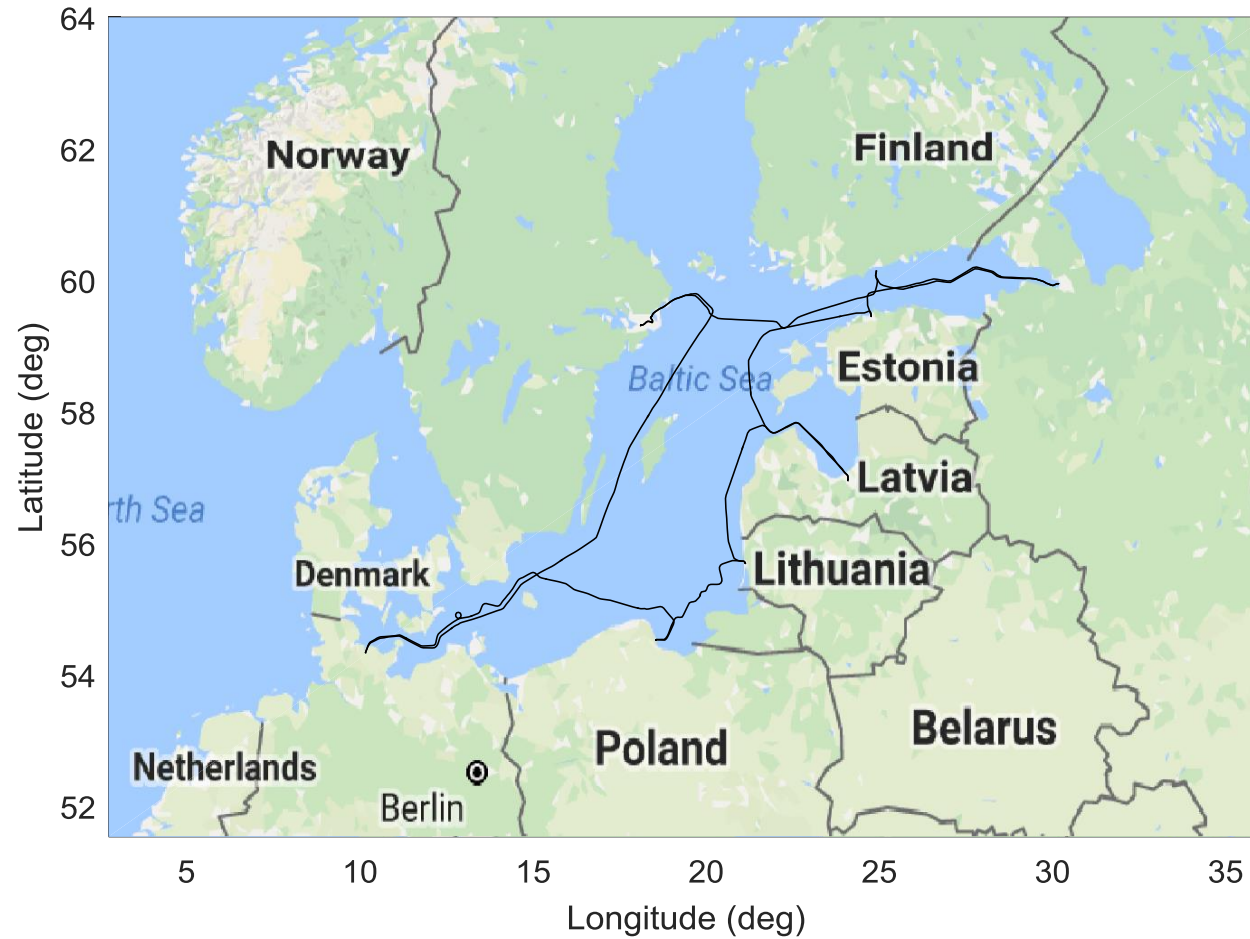 64
62
60
58
56
54
52
Latitude (deg)
Norway
Finland
Baltic Sea
Estonia
Latvia
rth Sea
Denmark
Lithuania
Belarus
Poland
Netherlands
Berlin
5
10
15
20
25
30
35
Longitude (deg)